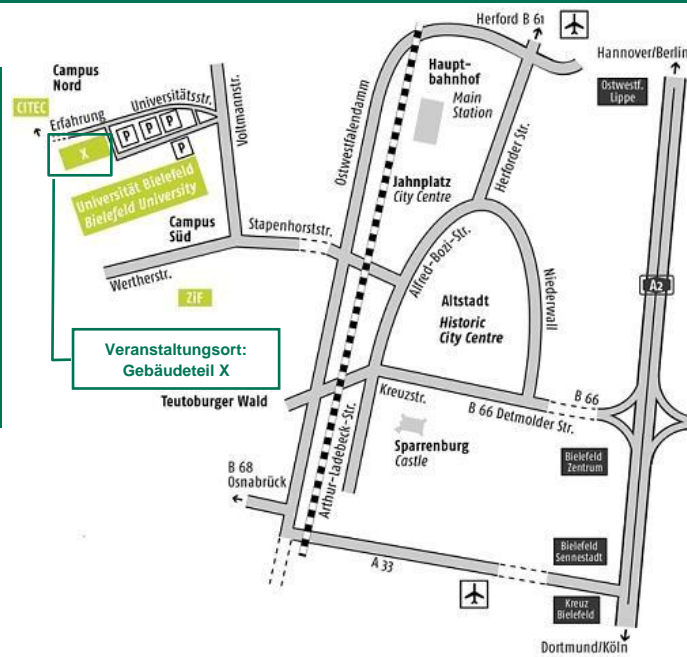 Herford B 61
Hannover/Berlin
Campus
Nord
CITEC
Erfahrung
Universitätsstr.
P
P
P
P
X
Voltmannstr.
Universität Bielefeld
Bielefeld University
Campus
Süd
Stapenhorststr.
Wertherstr.
ZiF
Veranstaltungsort:
Gebäudeteil X
Teutoburger Wald
Ostwestfalendamm
Haupt-
bahnhof
Main
Station
Herforder Str.
Ostwestf.
Lippe
Jahnplatz
City Centre
Alfred-Bozi-Str.
Altstadt
Historic
City Centre
Niederwall
A2
Kreuzstr.
B 66
B 66 Detmolder Str.
Sparrenburg
Castle
Arthur-Ladebeck-Str.
Bielefeld
Zentrum
B 68
Osnabrück
A 33
Bielefeld
Sennestadt
Kreuz
Bielefeld
Dortmund/Köln